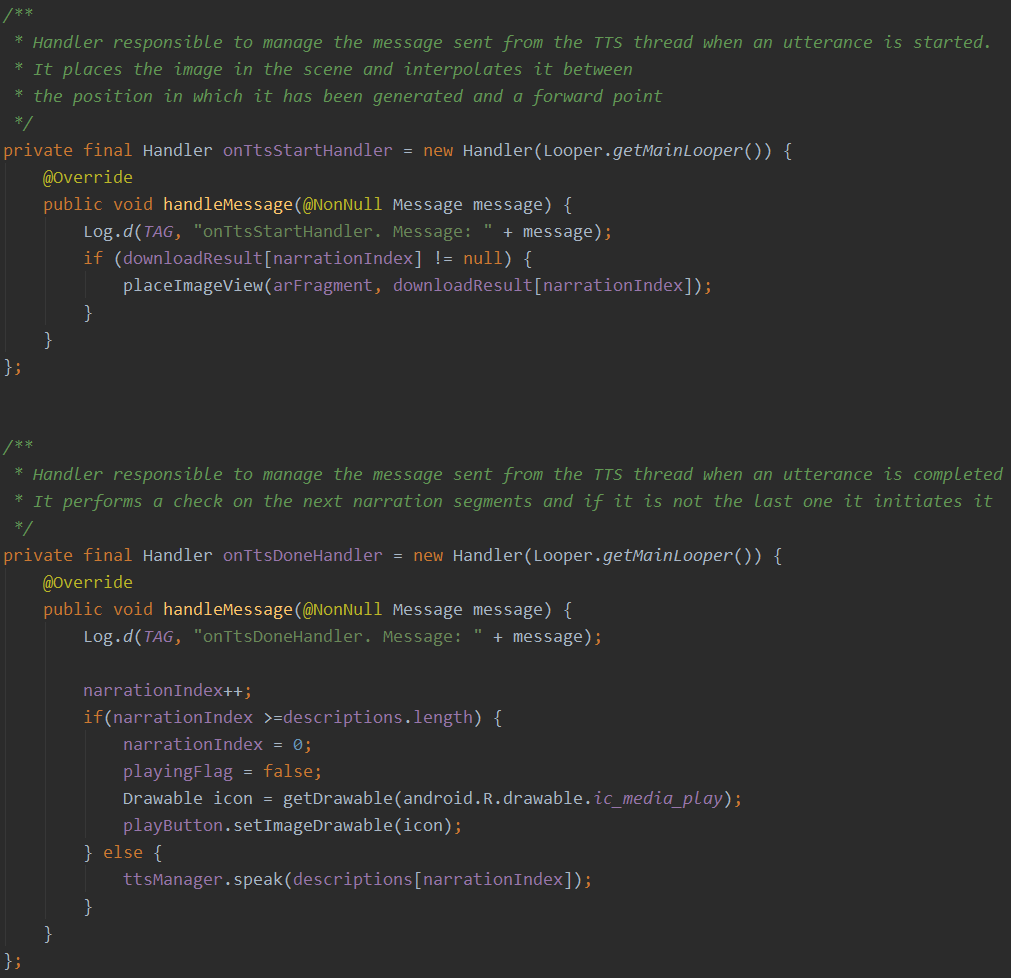 /**
 * Handler responsible to manage the message sent from the TTS thread when an utterance is started.
 * It places the image in the scene and interpolates it between
 * the position in which it has been generated and a forward point
 */
private final Handler onTtsStartHandler = new Handler(Looper.getMainLooper()) {
    @Override
    public void handleMessage(@NonNull Message message) {
        Log.d(TAG, "onTtsStartHandler. Message: " + message);
        if (downloadResult[narrationIndex] != null) {
            placeImageView(arFragment, downloadResult[narrationIndex]);
        }
    }
};

/**
 * Handler responsible to manage the message sent from the TTS thread when an utterance is completed
 * It performs a check on the next narration segments and if it is not the last one it initiates it
 */
private final Handler onTtsDoneHandler = new Handler(Looper.getMainLooper()) {
    @Override
    public void handleMessage(@NonNull Message message) {
        Log.d(TAG, "onTtsDoneHandler. Message: " + message);

        narrationIndex++;
        if(narrationIndex >=descriptions.length) {
            narrationIndex = 0;
            playingFlag = false;
            Drawable icon = getDrawable(android.R.drawable.ic_media_play);
            playButton.setImageDrawable(icon);
        } else {
            ttsManager.speak(descriptions[narrationIndex]);
        }
    }
};